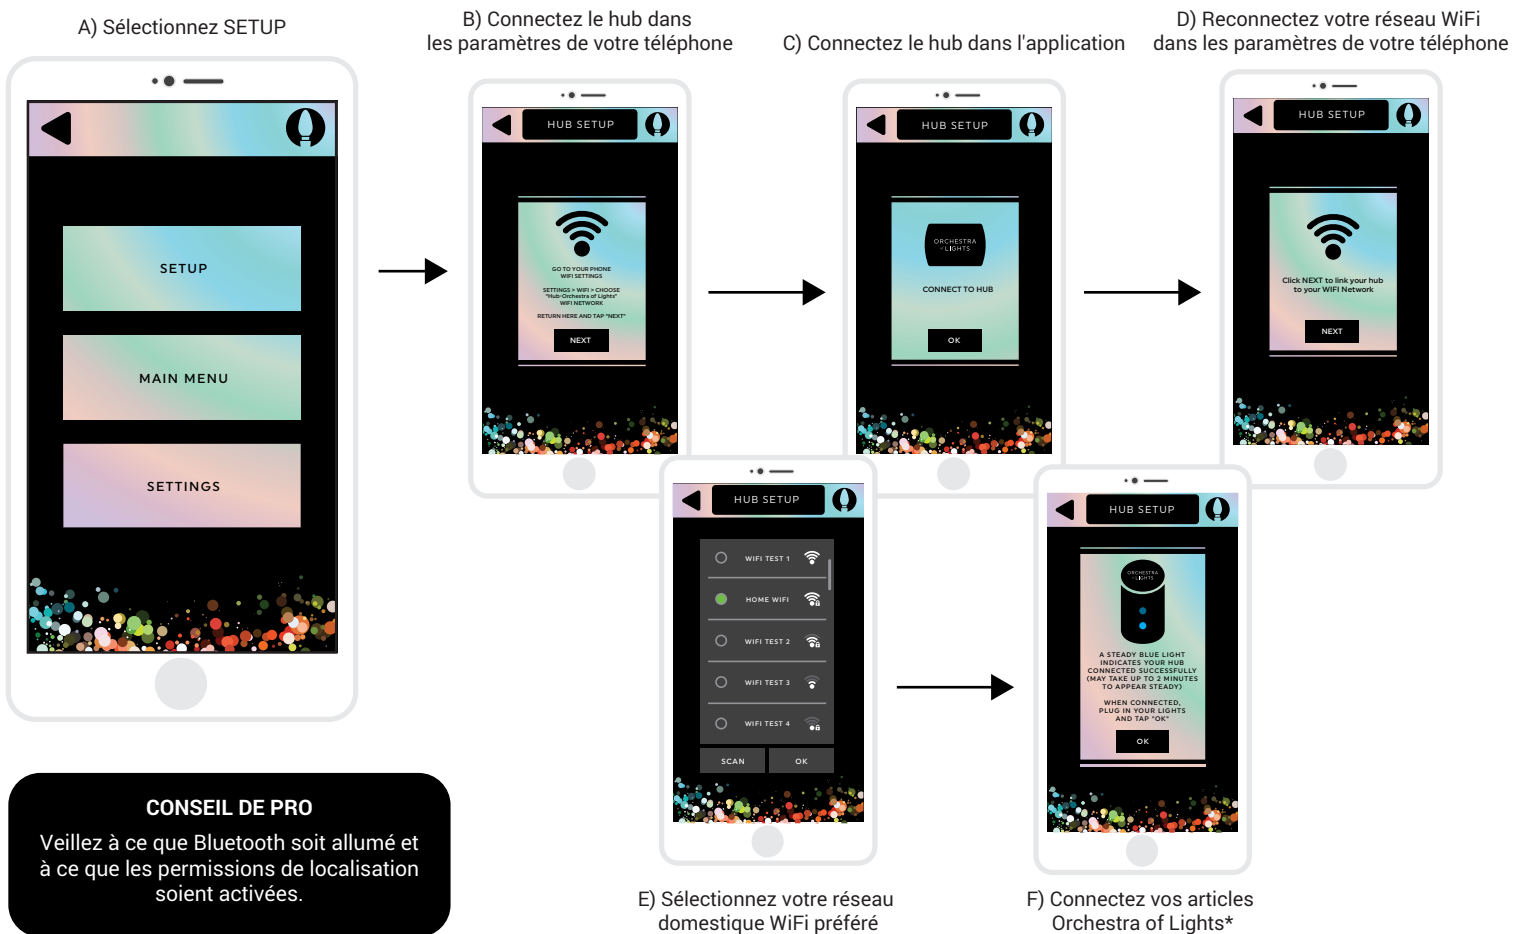 A) Sélectionnez SETUP
SETUP
MAIN MENU
SETTINGS
B) Connectez le hub dans
les paramètres de votre téléphone
HUB SETUP
GO TO YOUR PHONE
WIFI SETTINGS
SETTINGS > WIFI > CHOOSE
"Hub-Orchestra of Lights"
WIFI NETWORK
RETURN HERE AND TAP "NEXT"
NEXT
C) Connectez le hub dans l'application
HUB SETUP
ORCHESTRA
OF LIGHTS
CONNECT TO HUB
OK
D) Reconnectez votre réseau WiFi
dans les paramètres de votre téléphone
HUB SETUP
Click NEXT to link your hub
to your WIFI Network
NEXT
HUB SETUP
WIFI TEST 1
HOME WIFI
WIFI TEST 2
WIFI TEST 3
WIFI TEST 4
SCAN OK
E) Sélectionnez votre réseau
domestique WiFi préféré
HUB SETUP
ORCHESTRA
OF LIGHTS
A STEADY BLUE LIGHT
INDICATES YOUR HUB
CONNECTED SUCCESSFULLY
(MAY TAKE UP TO 2 MINUTES
TO APPEAR STEADY)
WHEN CONNECTED,
PLUG IN YOUR LIGHTS
AND TAP "OK"
OK
F) Connectez vos articles
Orchestra of Lights*
CONSEIL DE PRO
Veillez à ce que Bluetooth soit allumé et
à ce que les permissions de localisation
soient activées.